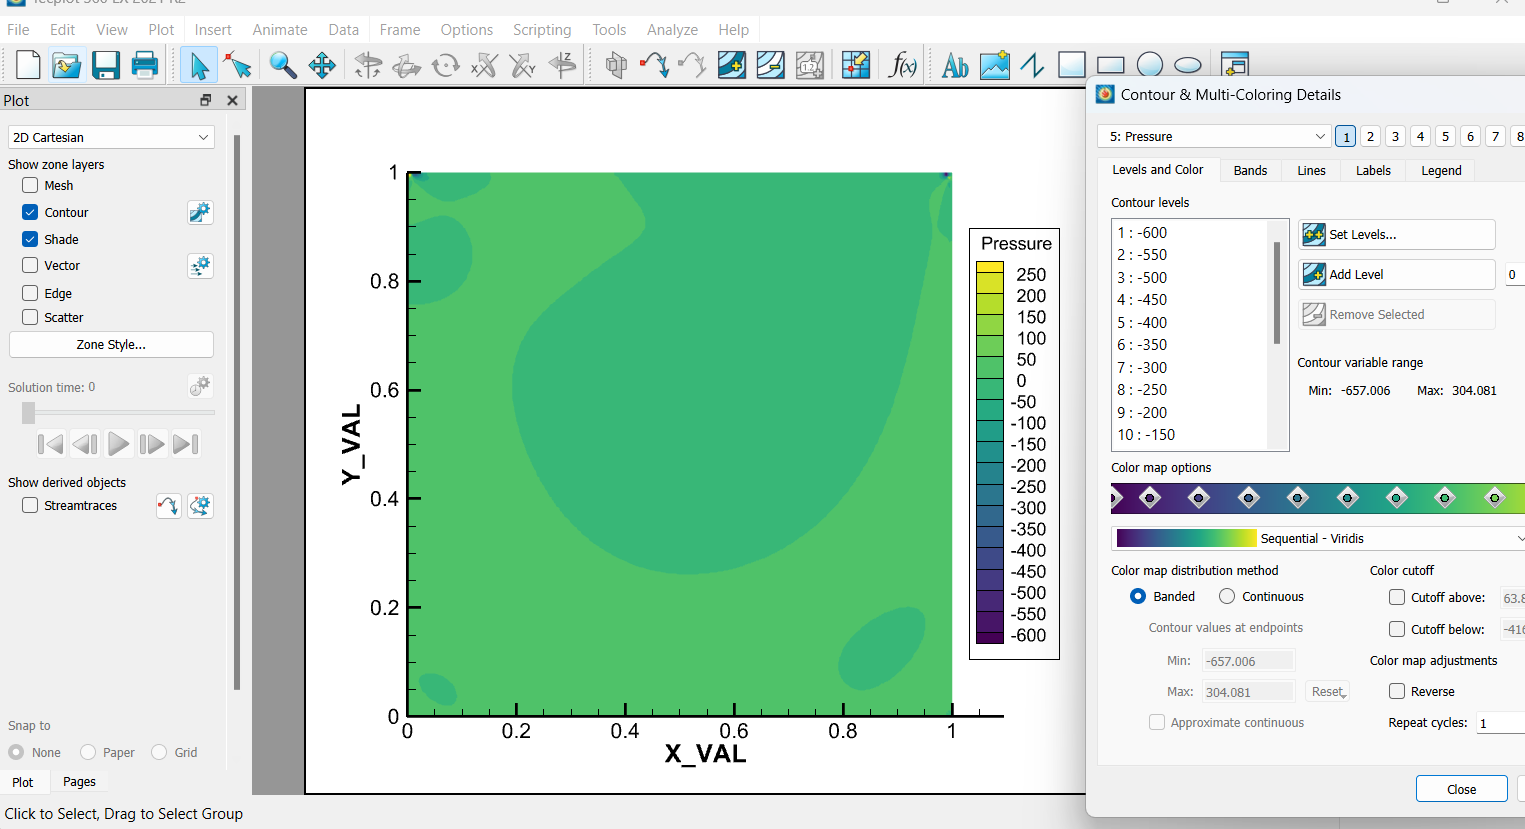 File Edit View Plot Insert Animate Data Frame Options Scripting Tools Analyze Help
Plot
2D Cartesian
Show zone layers
Mesh
Contour
Shade
Vector
Edge
Scatter
Zone Style...
Solution time: 0
Show derived objects
Streamtraces
Snap to
None Paper Grid
Plot Pages
Click to Select, Drag to Select Group
1
0.8
0.6
0.4
0.2
0
Y_VAL
0 0.2 0.4 0.6 0.8 1
X_VAL
Pressure
250
200
150
100
50
0
-50
-100
-150
-200
-250
-300
-350
-400
-450
-500
-550
-600
Contour & Multi-Coloring Details
5: Pressure 1 2 3 4 5 6 7 8
Levels and Color Bands Lines Labels Legend
Contour levels
1 : -600
2 : -550
3 : -500
4 : -450
5 : -400
6 : -350
7 : -300
8 : -250
9 : -200
10 : -150
Set Levels...
Add Level 0
Remove Selected
Contour variable range
Min: -657.006 Max: 304.081
Color map options
Sequential - Viridis
Color map distribution method
Banded Continuous
Contour values at endpoints
Min: -657.006
Max: 304.081 Reset
Approximate continuous
Color cutoff
Cutoff above: 63.8
Cutoff below: -416
Color map adjustments
Reverse
Repeat cycles: 1
Close